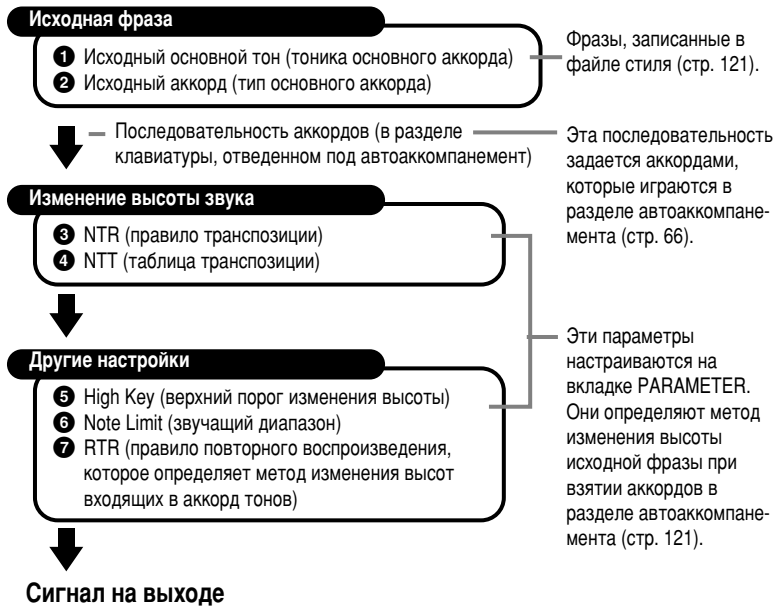 Исходная фраза
❶ Исходный основной тон (тоника основного аккорда)
❷ Исходный аккорд (тип основного аккорда)
Фразы, записанные в
файле стиля (стр. 121).
Последовательность аккордов (в разделе
клавиатуры, отведенном под автоаккомпанемент)
Эта последовательность
задается аккордами,
которые играются в
разделе автоаккомпане-
мента (стр. 66).
Изменение высоты звука
❸ NTR (правило транспозиции)
❹ NTT (таблица транспозиции)
Эти параметры
настраиваются на
вкладке PARAMETER.
Они определяют метод
изменения высоты
исходной фразы при
взятии аккордов в
разделе автоаккомпане-
мента (стр. 121).
Другие настройки
❺ High Key (верхний порог изменения высоты)
❻ Note Limit (звучащий диапазон)
❼ RTR (правило повторного воспроизведения,
которое определяет метод изменения высот
входящих в аккорд тонов)
Сигнал на выходе